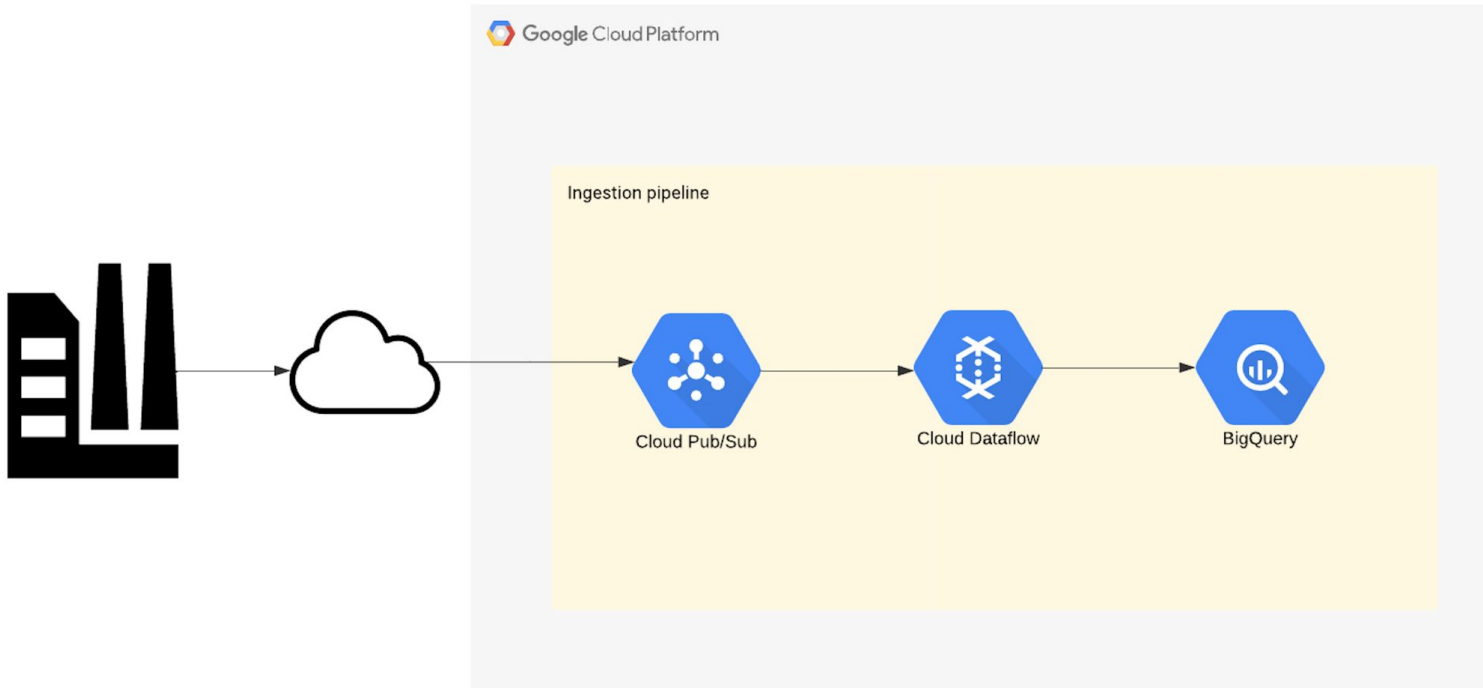 Google Cloud Platform
Ingestion pipeline
Cloud Pub/Sub
Cloud Dataflow
BigQuery